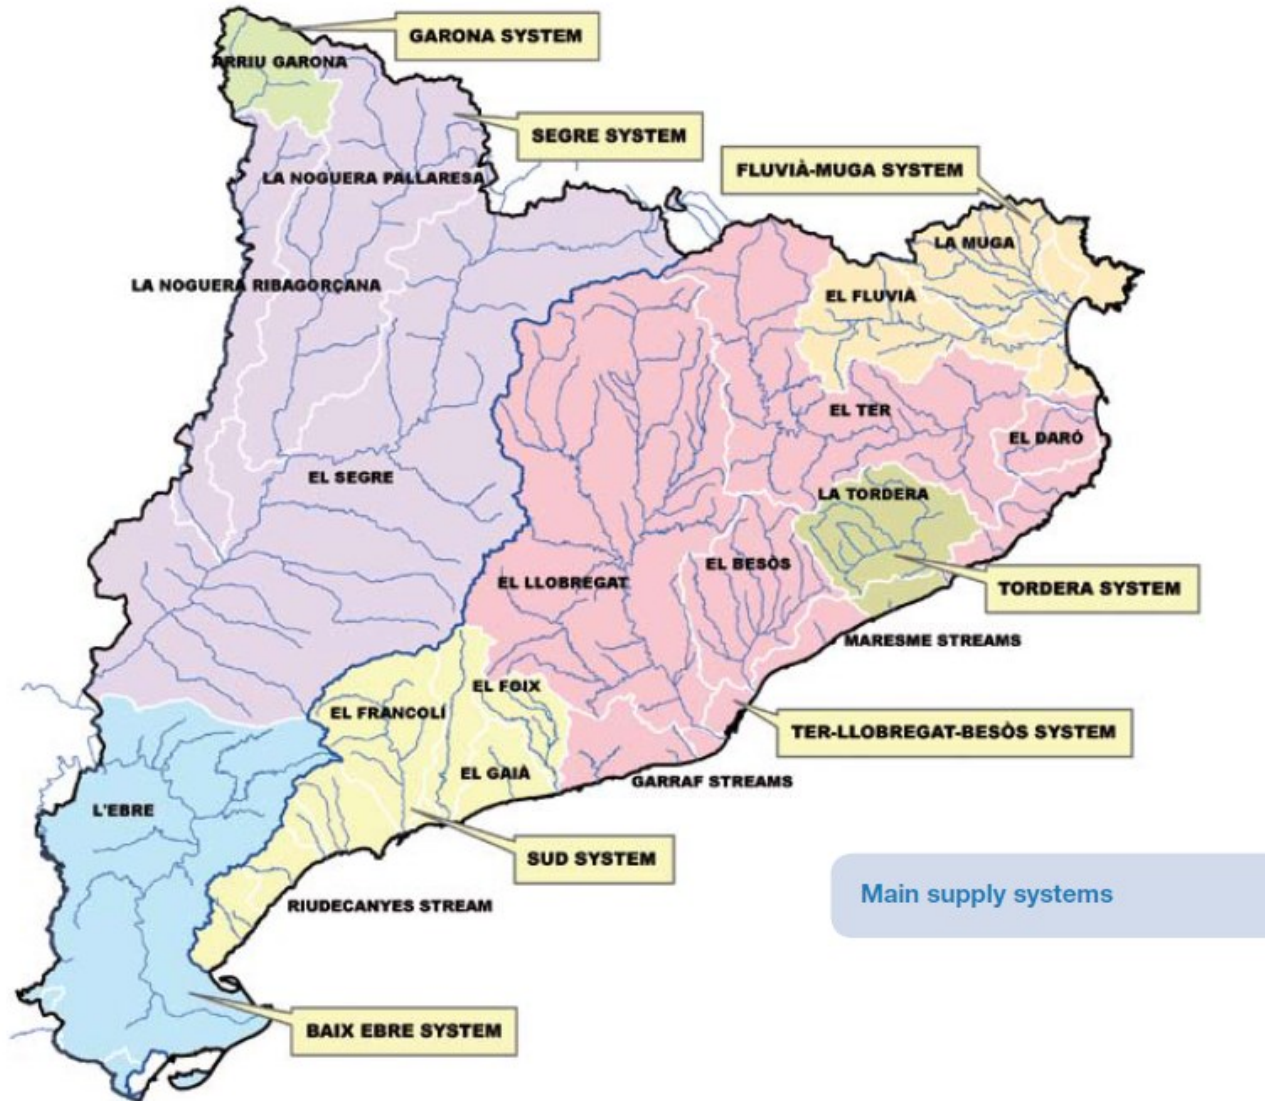 GARONA SYSTEM
ARRIU GARONA
SEGRE SYSTEM
FLUVIÀ-MUGA SYSTEM
LA NOGUERA PALLARESA
LA MUGA
LA NOGUERA RIBAGORÇANA
EL FLUVIÀ
EL TER
EL DARÓ
EL SEGRE
LA TORDERA
EL BESÒS
EL LLOBREGAT
TORDERA SYSTEM
MARESME STREAMS
EL FOIX
EL FRANCOLÍ
TER-LLOBREGAT-BESÒS SYSTEM
EL GAIÀ
GARRAF STREAMS
L'EBRE
SUD SYSTEM
Main supply systems
RIUDECANYES STREAM
BAIX EBRE SYSTEM